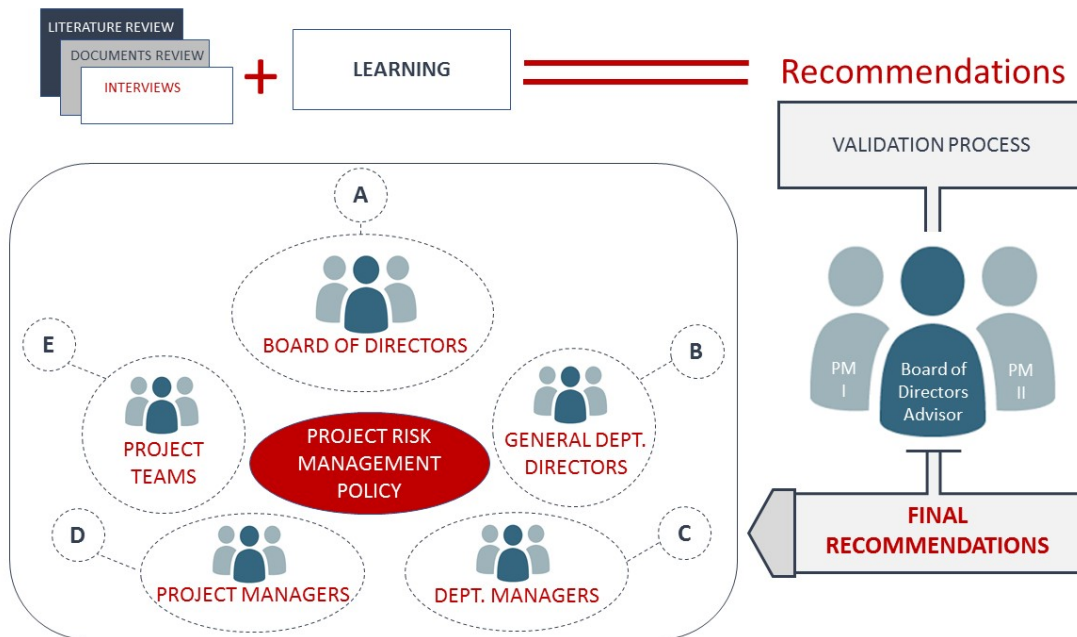 LITERATURE REVIEW
DOCUMENTS REVIEW
INTERVIEWS
+
LEARNING
Recommendations
VALIDATION PROCESS
PM
I
Board of
Directors
Advisor
PM
II
FINAL
RECOMMENDATIONS
A
BOARD OF DIRECTORS
B
GENERAL DEPT.
DIRECTORS
E
PROJECT
TEAMS
PROJECT RISK
MANAGEMENT
POLICY
D
PROJECT MANAGERS
C
DEPT. MANAGERS